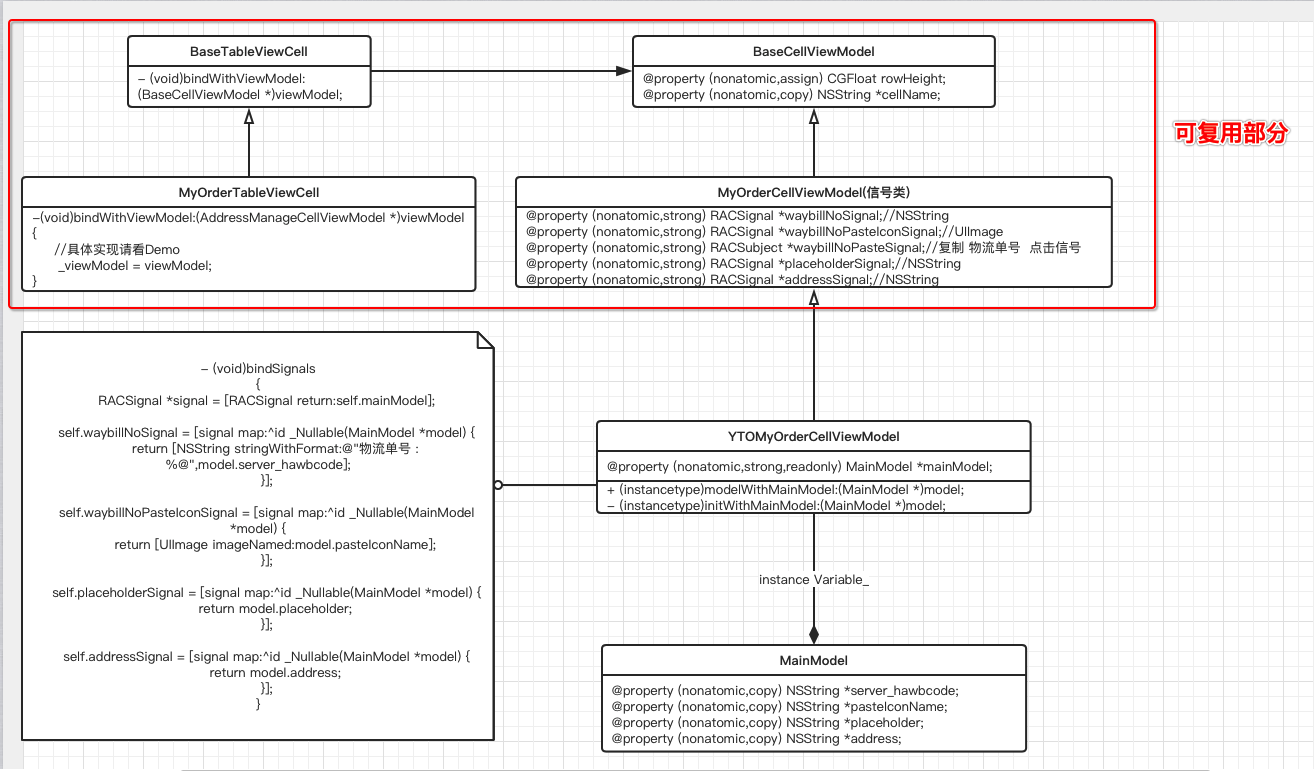 BaseTableViewCell
- (void)bindWithViewModel:
(BaseCellViewModel *)viewModel;
BaseCellViewModel
@property (nonatomic,assign) CGFloat rowHeight;
@property (nonatomic,copy) NSString *cellName;
可复用部分
MyOrderTableViewCell
-(void)bindWithViewModel:(AddressManageCellViewModel *)viewModel
{
//具体实现请看Demo
_viewModel = viewModel;
}
MyOrderCellViewModel(信号类)
@property (nonatomic,strong) RACSignal *waybillNoSignal;//NSString
@property (nonatomic,strong) RACSignal *waybillNoPasteIconSignal;//UIImage
@property (nonatomic,strong) RACSubject *waybillNoPasteSignal;//复制 物流单号 点击信号
@property (nonatomic,strong) RACSignal *placeholderSignal;//NSString
@property (nonatomic,strong) RACSignal *addressSignal;//NSString
- (void)bindSignals
{
RACSignal *signal = [RACSignal return:self.mainModel];
self.waybillNoSignal = [signal map:^id _Nullable(MainModel *model) {
return [NSString stringWithFormat:@"物流单号：
%@",model.server_hawbcode];
}];
self.waybillNoPasteIconSignal = [signal map:^id _Nullable(MainModel
*model) {
return [UIImage imageNamed:model.pasteIconName];
}];
self.placeholderSignal = [signal map:^id _Nullable(MainModel *model) {
return model.placeholder;
}];
self.addressSignal = [signal map:^id _Nullable(MainModel *model) {
return model.address;
}];
}
YTOMyOrderCellViewModel
@property (nonatomic,strong,readonly) MainModel *mainModel;
+ (instancetype)modelWithMainModel:(MainModel *)model;
- (instancetype)initWithMainModel:(MainModel *)model;
instance Variable_
MainModel
@property (nonatomic,copy) NSString *server_hawbcode;
@property (nonatomic,copy) NSString *pasteIconName;
@property (nonatomic,copy) NSString *placeholder;
@property (nonatomic,copy) NSString *address;